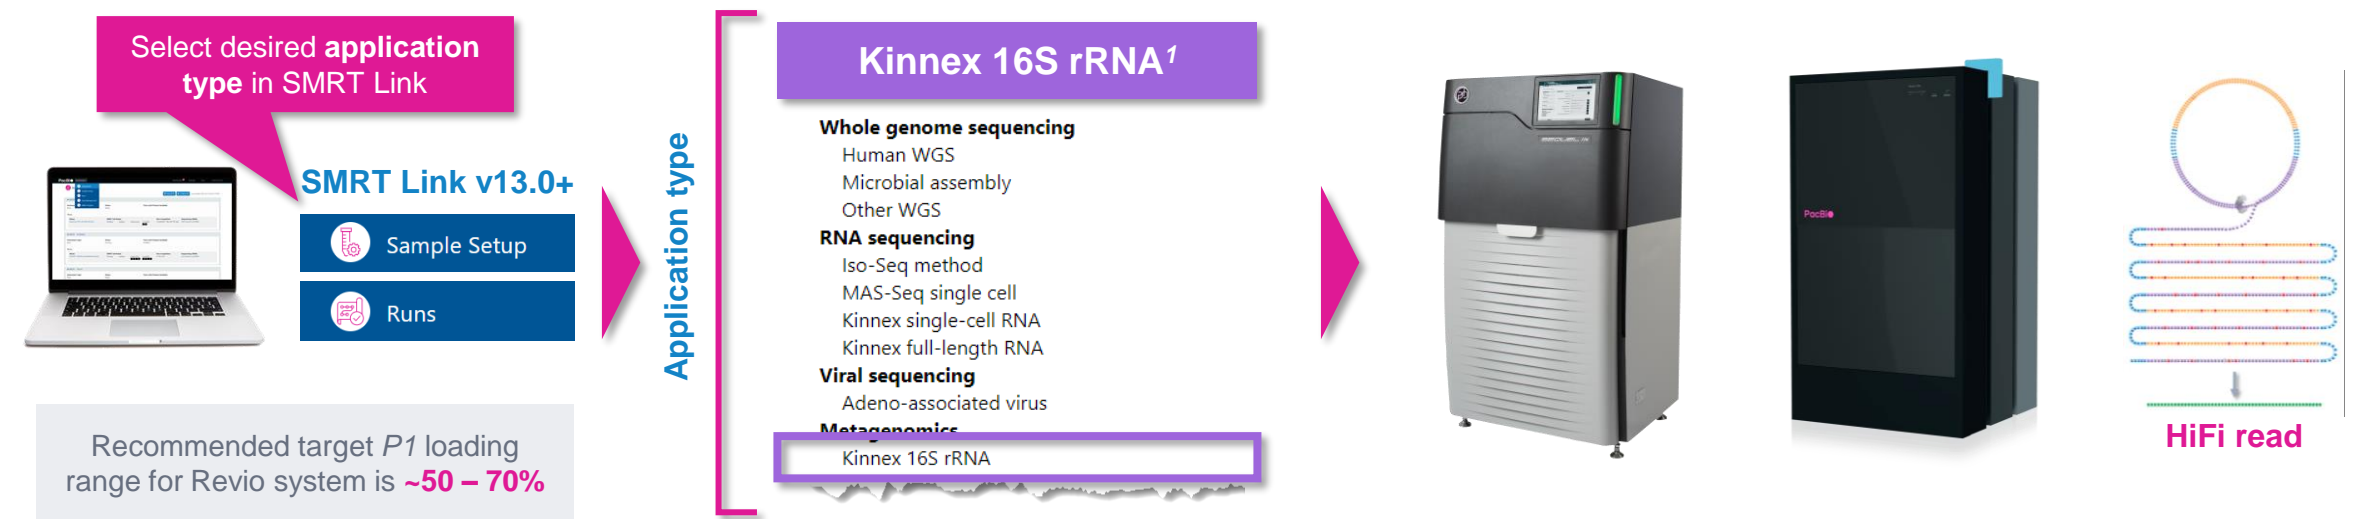 Select desired application
type in SMRT Link
SMRT Link v13.0+
Sample Setup
Runs
Recommended target P1 loading
range for Revio system is ~50 – 70%
Application type
Kinnex 16S rRNA1
Whole genome sequencing
Human WGS
Microbial assembly
Other WGS
RNA sequencing
Iso-Seq method
MAS-Seq single cell
Kinnex single-cell RNA
Kinnex full-length RNA
Viral sequencing
Adeno-associated virus
Metagenomics
Kinnex 16S rRNA
PacBio
HiFi read